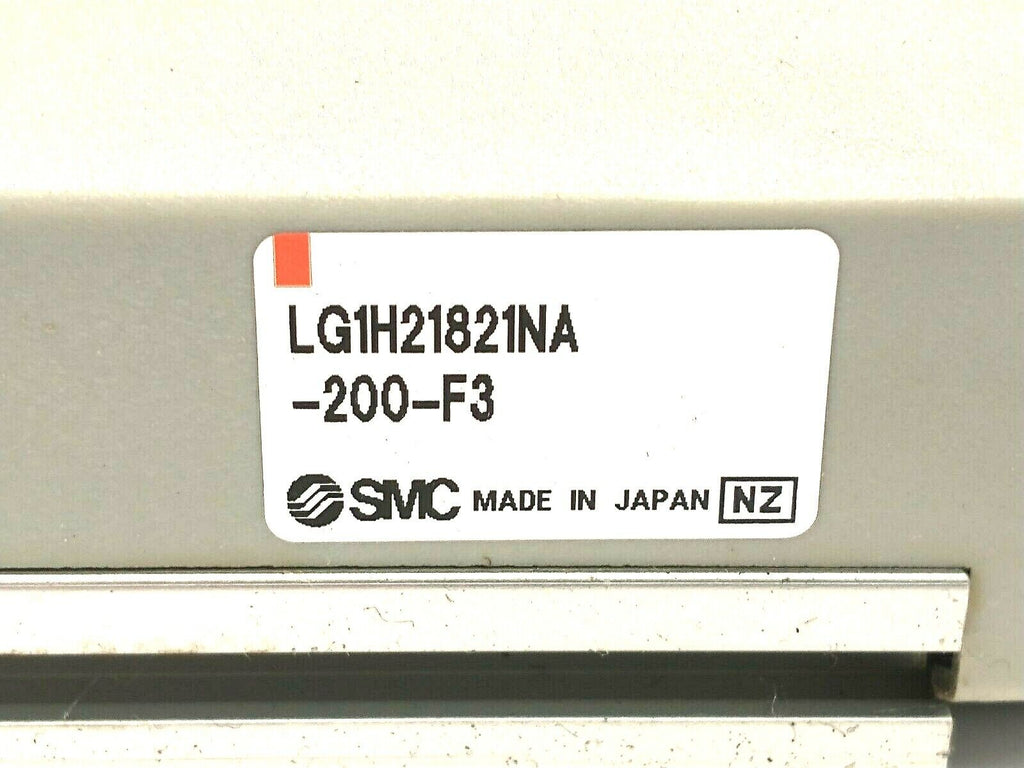 LG1H21821NA
-200-F3
SMC MADE IN JAPAN NZ